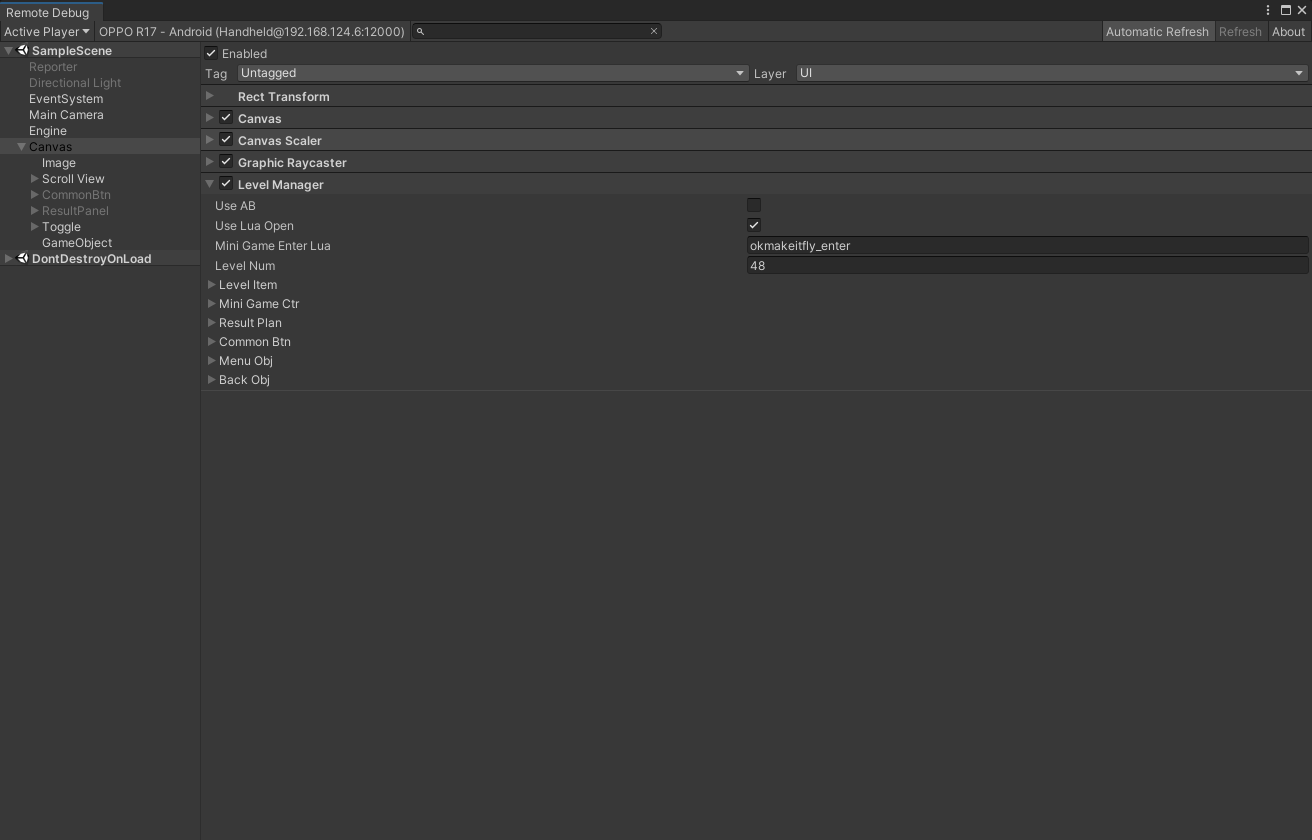 Remote Debug
Active Player OPPO R17 - Android (Handheld@192.168.124.6:12000) Automatic Refresh Refresh About
SampleScene
Reporter
Directional Light
EventSystem
Main Camera
Engine
Canvas
Image
Scroll View
CommonBtn
ResultPanel
Toggle
GameObject
DontDestroyOnLoad
Enabled
Tag Untagged Layer UI
Rect Transform
Canvas
Canvas Scaler
Graphic Raycaster
Level Manager
Use AB
Use Lua Open
Mini Game Enter Lua okmakeitfly_enter
Level Num 48
Level Item
Mini Game Ctr
Result Plan
Common Btn
Menu Obj
Back Obj